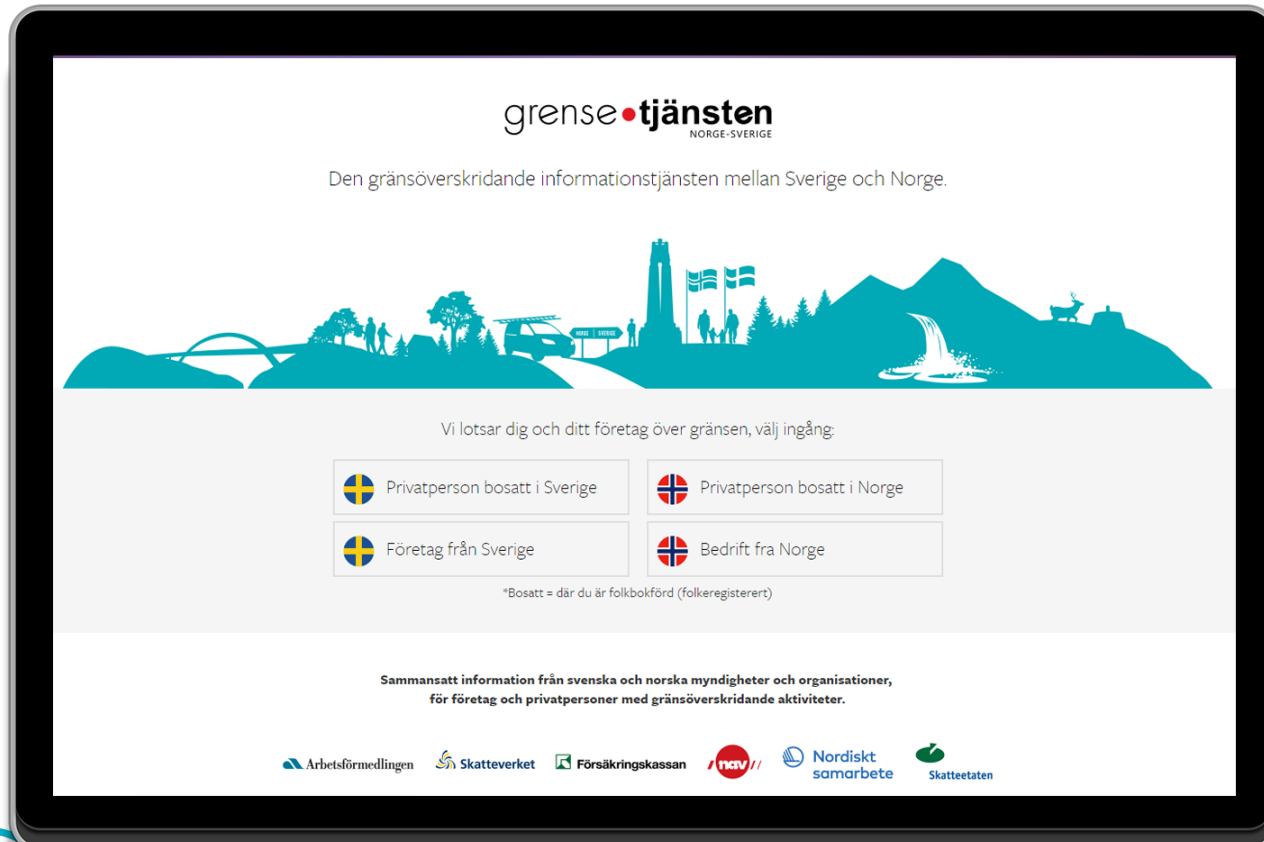 grense•tjänsten
NORGE-SVERIGE
Den gränsöverskridande informationstjänsten mellan Sverige och Norge.
NORGE | SVERIGE
Vi lotsar dig och ditt företag över gränsen, välj ingång:
Privatperson bosatt i Sverige
Privatperson bosatt i Norge
Företag från Sverige
Bedrift fra Norge
*Bosatt = där du är folkbokförd (folkeregisterert)
Sammansatt information från svenska och norska myndigheter och organisationer,
för företag och privatpersoner med gränsöverskridande aktiviteter.
Arbetsförmedlingen
Skatteverket
Försäkringskassan
nav
Nordiskt
samarbete
Skatteetaten